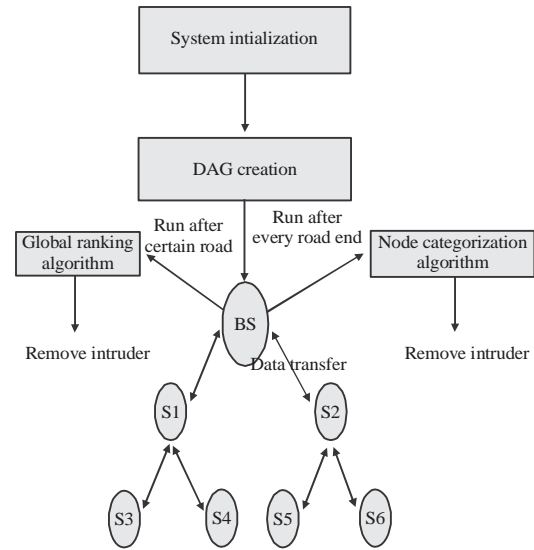 System intialization
DAG creation
Run after
certain road
Run after
every road end
Global ranking
algorithm
Node categorization
algorithm
BS
Remove intruder
Remove intruder
Data transfer
S1
S2
S3
S4
S5
S6